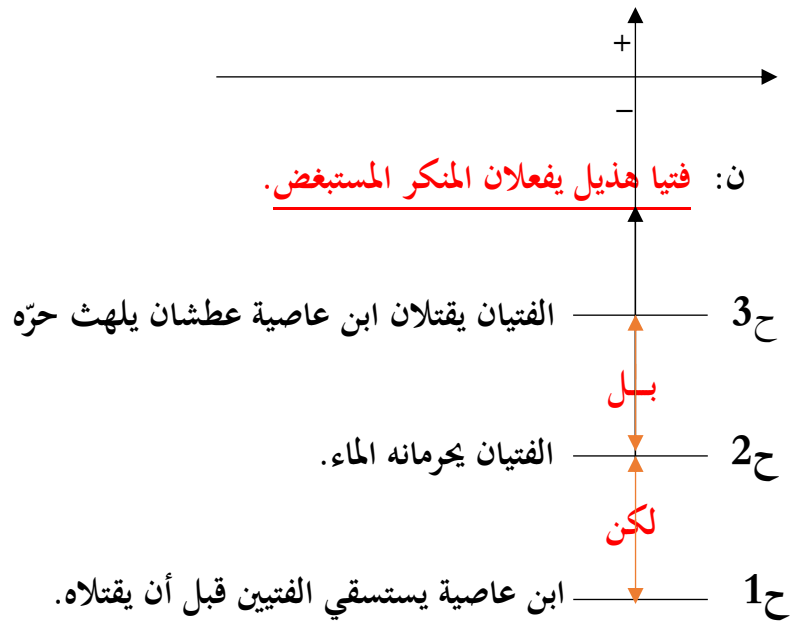 +
−
ن: فتيا هذيل يفعلان المنكر المستبغض.
ح3 الفتيان يقتلان ابن عاصية عطشان يلهث حرّه
بــل
ح2 الفتيان يحرمانه الماء.
لكن
ح1 ابن عاصية يستسقي الفتيين قبل أن يقتلاه.